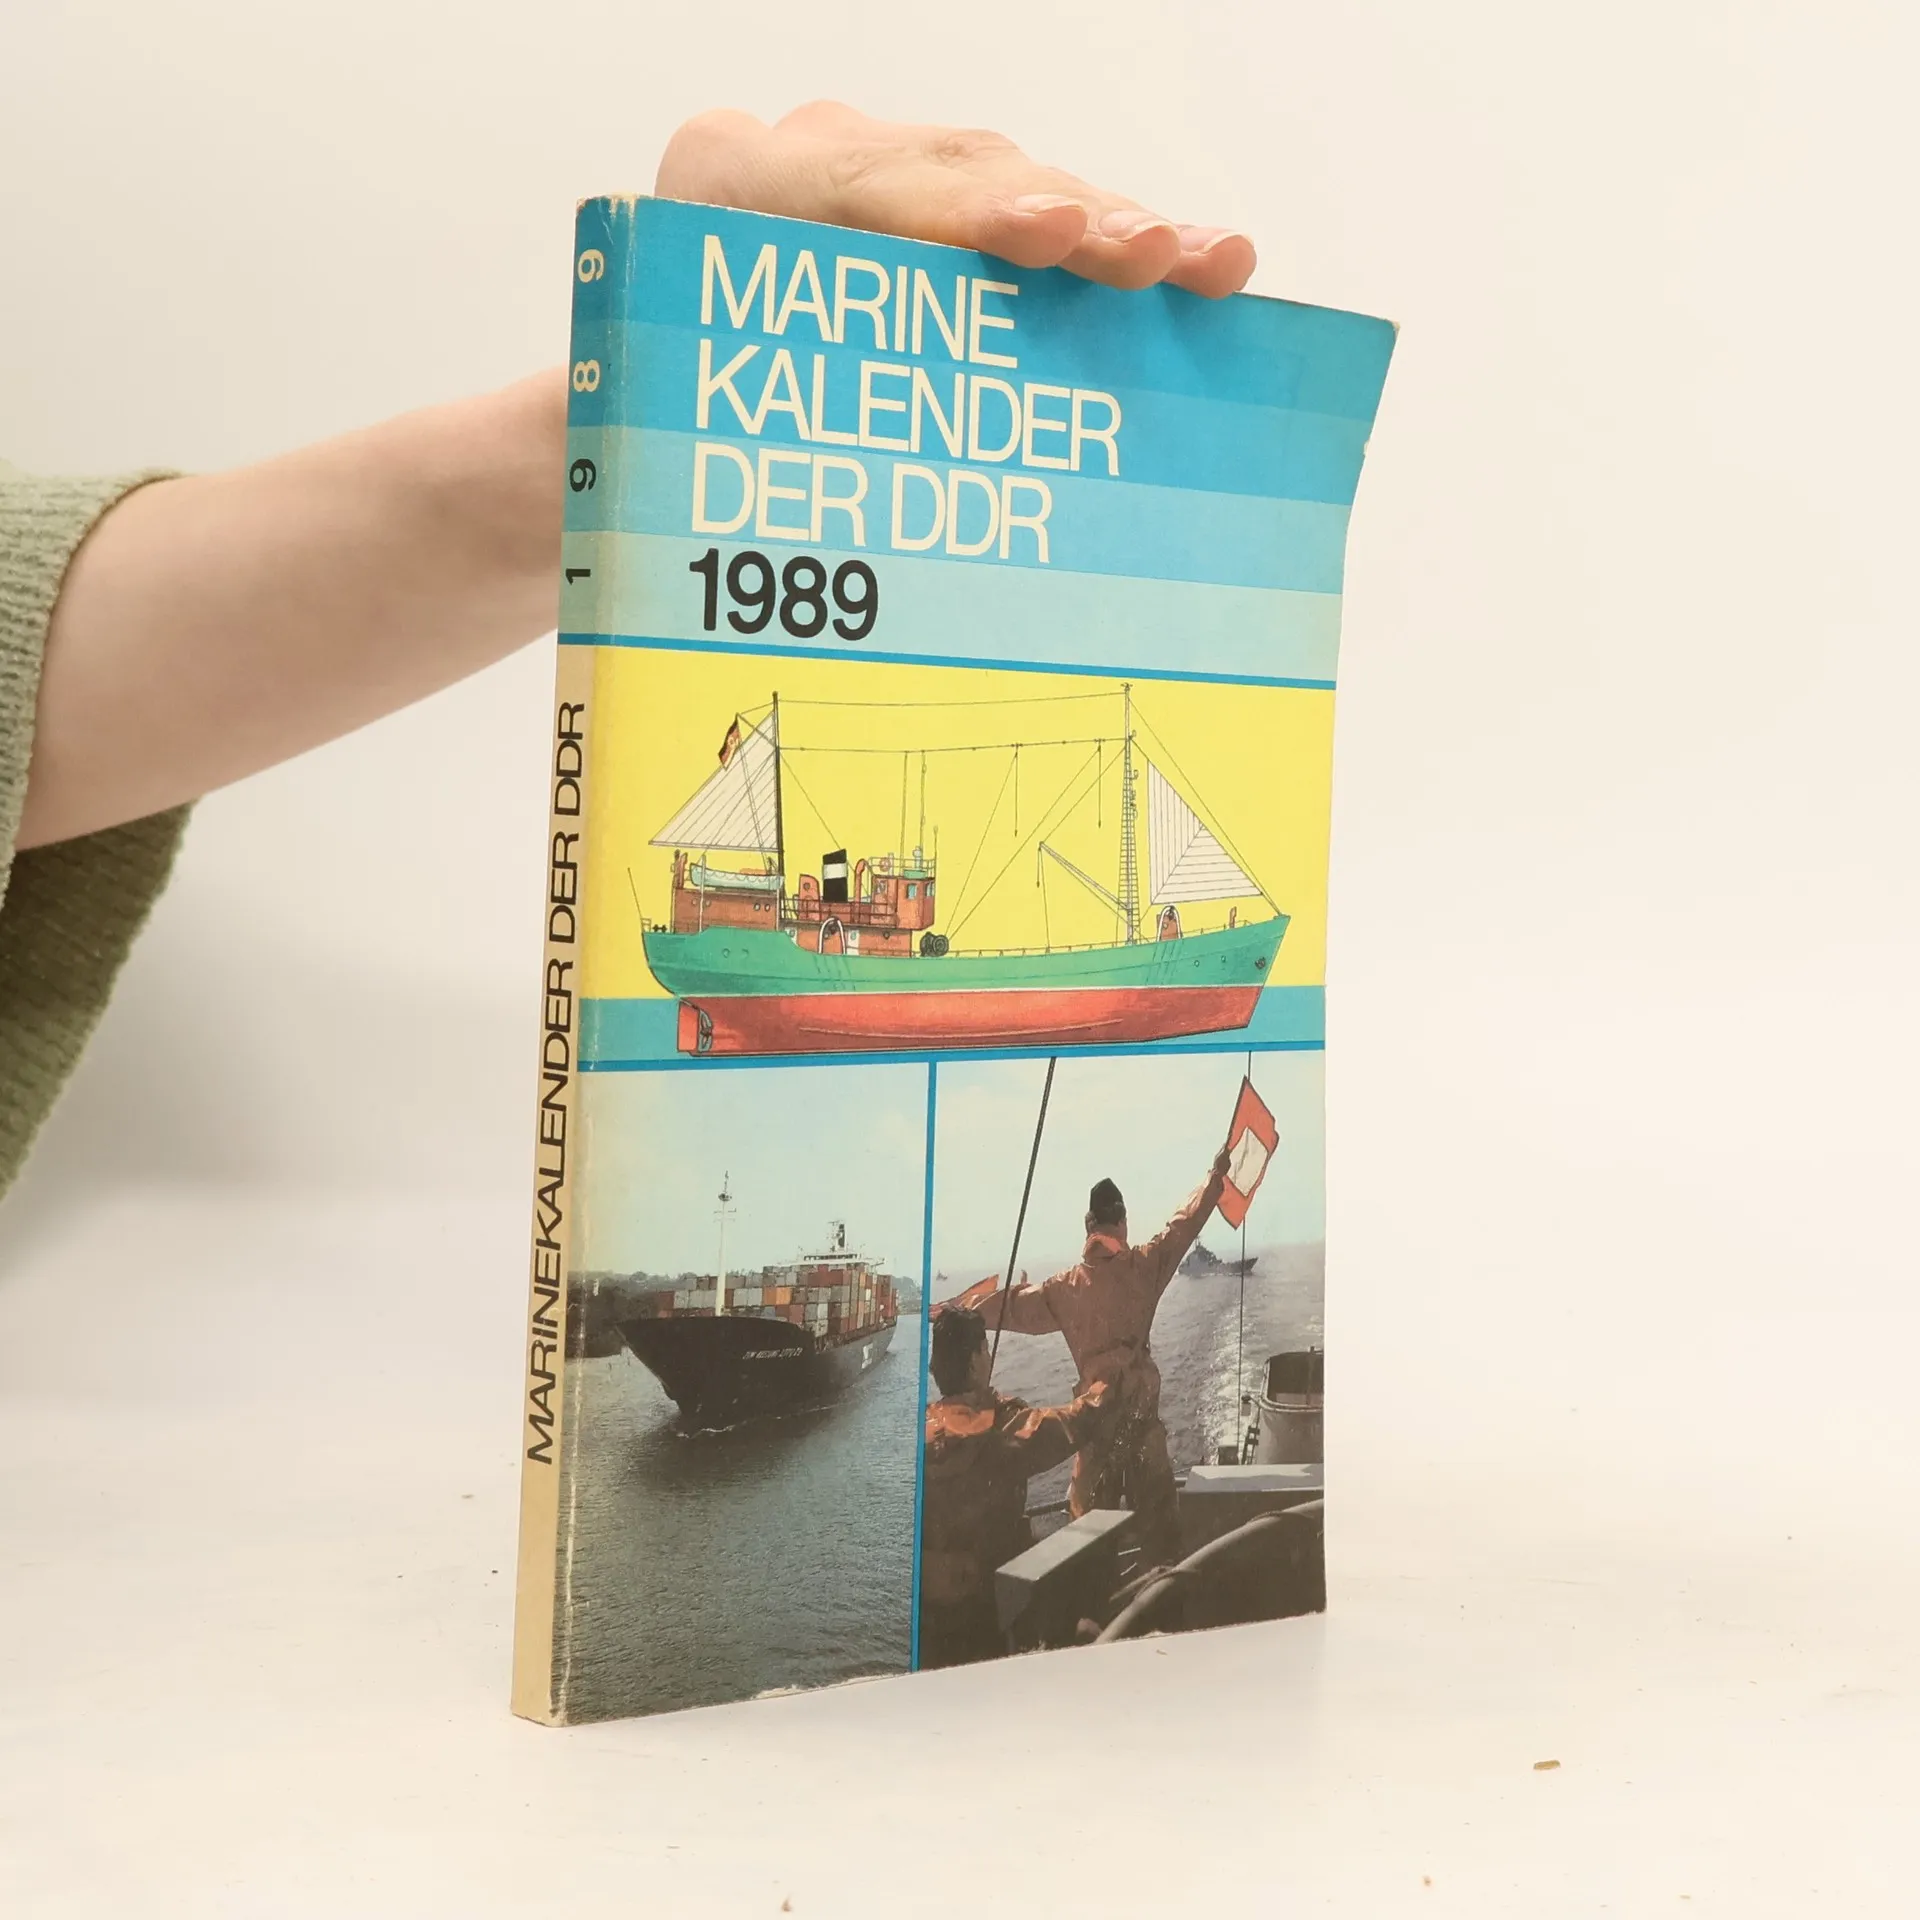 MARINE
KALENDER
DER DDR
1989
MARINEKALENDER DER DDR 1989